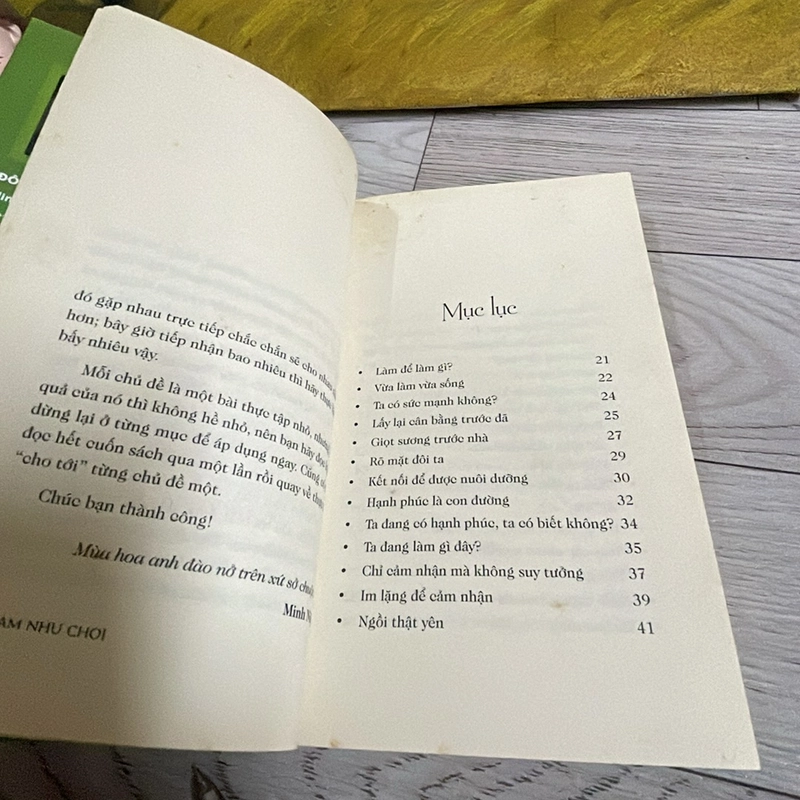 đó gặp nhau trực tiếp chắc chắn sẽ cho nhau
hơn; bây giờ tiếp nhận bao nhiêu thì hãy thực
bấy nhiêu vậy.
Mỗi chủ đề là một bài thực tập nhỏ, nhưng
quả của nó thì không hề nhỏ, nên bạn hãy đọc
dừng lại ở từng mục để áp dụng ngay. Cũng
đọc hết cuốn sách qua một lần rồi quay về
“cho tới” từng chủ đề một.
Chúc bạn thành công!
Mùa hoa anh đào nở trên xứ sở
Minh
NHƯ CHƠI
Mục lục
• Làm để làm gì? 21
• Vừa làm vừa sống 22
• Ta có sức mạnh không? 24
• Lấy lại cân bằng trước đã 25
• Giọt sương trước nhà 27
• Rõ mặt đôi ta 29
• Kết nối để được nuôi dưỡng 30
• Hạnh phúc là con đường 32
• Ta đang có hạnh phúc, ta có biết không? 34
• Ta đang làm gì đây? 35
• Chỉ cảm nhận mà không suy tưởng 37
• Im lặng để cảm nhận 39
• Ngồi thật yên 41